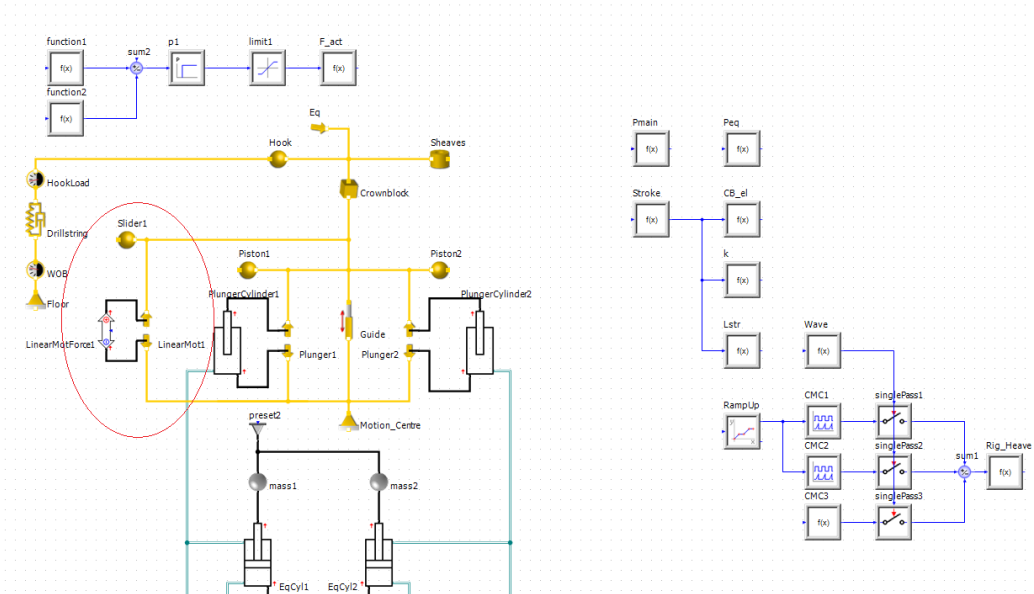 function1
sum2
p1
limit1
F_act
f(x)
f(x)
function2
f(x)
Eq
Hook
Sheaves
HookLoad
Crownblock
Drillstring
Slider1
WOB
Piston1
Piston2
Floor
PlungerCylinder1
PlungerCylinder2
Guide
LinearMotForce1
LinearMot1
Plunger1
Plunger2
preset2
Motion_Centre
mass1
mass2
EqCyl1
EqCyl2
Pmain
Peq
f(x)
f(x)
Stroke
CB_el
f(x)
f(x)
k
f(x)
Lstr
Wave
f(x)
f(x)
RampUp
CMC1
singlePass1
y
x
CMC2
singlePass2
sum1
Rig_Heave
f(x)
CMC3
singlePass3
f(x)